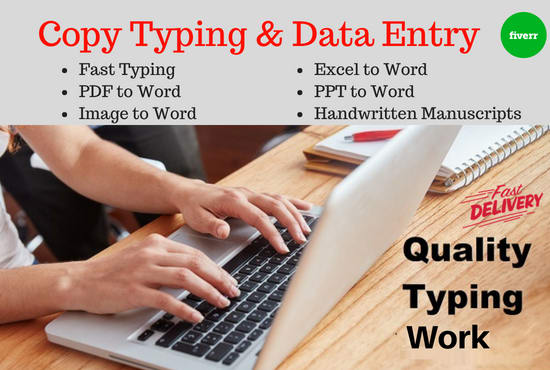 Copy Typing & Data Entry
fiverr
• Fast Typing
• PDF to Word
• Image to Word
• Excel to Word
• PPT to Word
• Handwritten Manuscripts
Fast
DELIVERY
Quality
Typing
Work